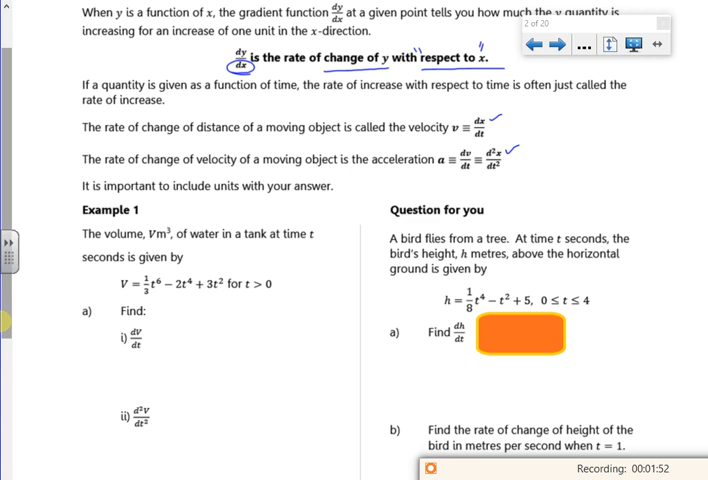 When y is a function of x, the gradient function dy/dx at a given point tells you how much the y quantity is
increasing for an increase of one unit in the x-direction.
dy/dx is the rate of change of y with respect to x.
If a quantity is given as a function of time, the rate of increase with respect to time is often just called the
rate of increase.
The rate of change of distance of a moving object is called the velocity v ≡ dx/dt
The rate of change of velocity of a moving object is the acceleration a ≡ dv/dt ≡ d²x/dt²
It is important to include units with your answer.
Example 1
The volume, Vm³, of water in a tank at time t
seconds is given by
V = 1/3 t⁶ − 2t⁴ + 3t² for t > 0
a) Find:
i) dV/dt
ii) d²V/dt²
Question for you
A bird flies from a tree. At time t seconds, the
bird's height, h metres, above the horizontal
ground is given by
h = 1/8 t⁴ − t² + 5, 0 ≤ t ≤ 4
a) Find dh/dt
b) Find the rate of change of height of the
bird in metres per second when t = 1.
2 of 20
...
Recording: 00:01:52